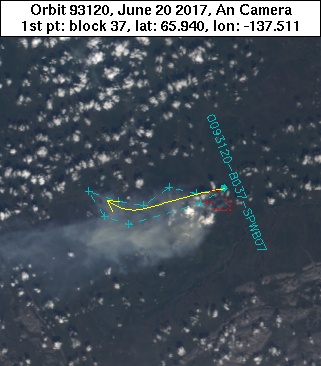 Orbit 93120, June 20 2017, An Camera
1st pt: block 37, lat: 65.940, lon: -137.511
O093120-B037-SPWB07